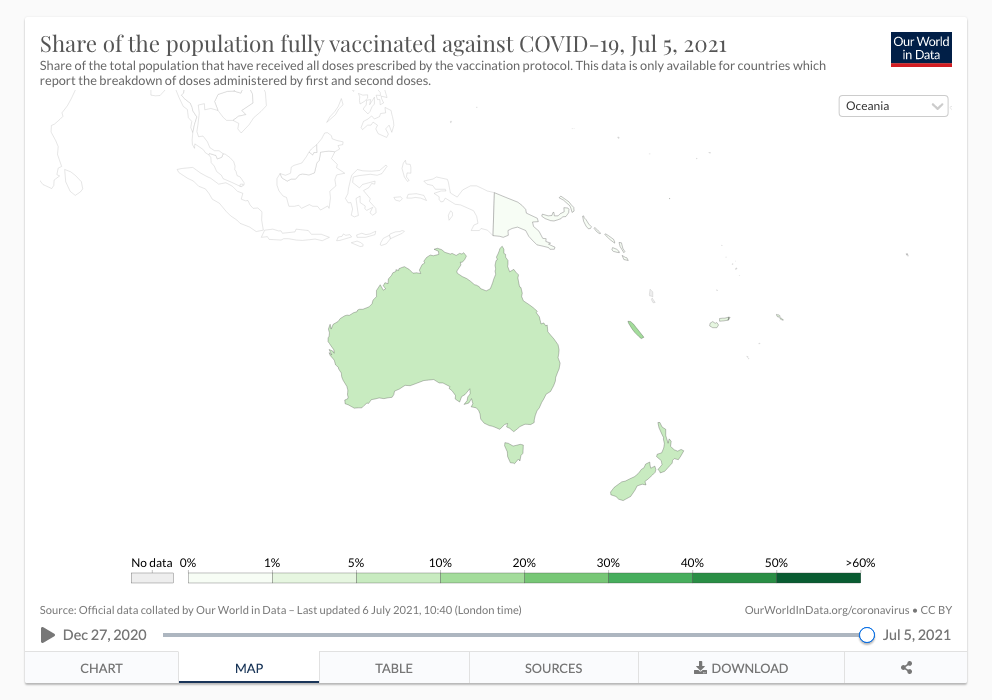 Share of the population fully vaccinated against COVID-19, Jul 5, 2021
Share of the total population that have received all doses prescribed by the vaccination protocol. This data is only available for countries which
report the breakdown of doses administered by first and second doses.
Our World
in Data
Oceania
No data 0% 1% 5% 10% 20% 30% 40% 50% >60%
Source: Official data collated by Our World in Data – Last updated 6 July 2021, 10:40 (London time)
OurWorldInData.org/coronavirus • CC BY
Dec 27, 2020
Jul 5, 2021
CHART
MAP
TABLE
SOURCES
DOWNLOAD